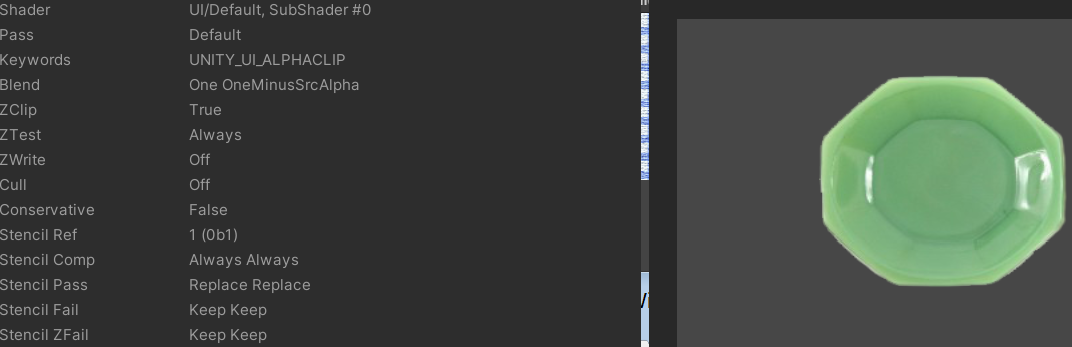 Shader UI/Default, SubShader #0
Pass Default
Keywords UNITY_UI_ALPHACLIP
Blend One OneMinusSrcAlpha
ZClip True
ZTest Always
ZWrite Off
Cull Off
Conservative False
Stencil Ref 1 (0b1)
Stencil Comp Always Always
Stencil Pass Replace Replace
Stencil Fail Keep Keep
Stencil ZFail Keep Keep